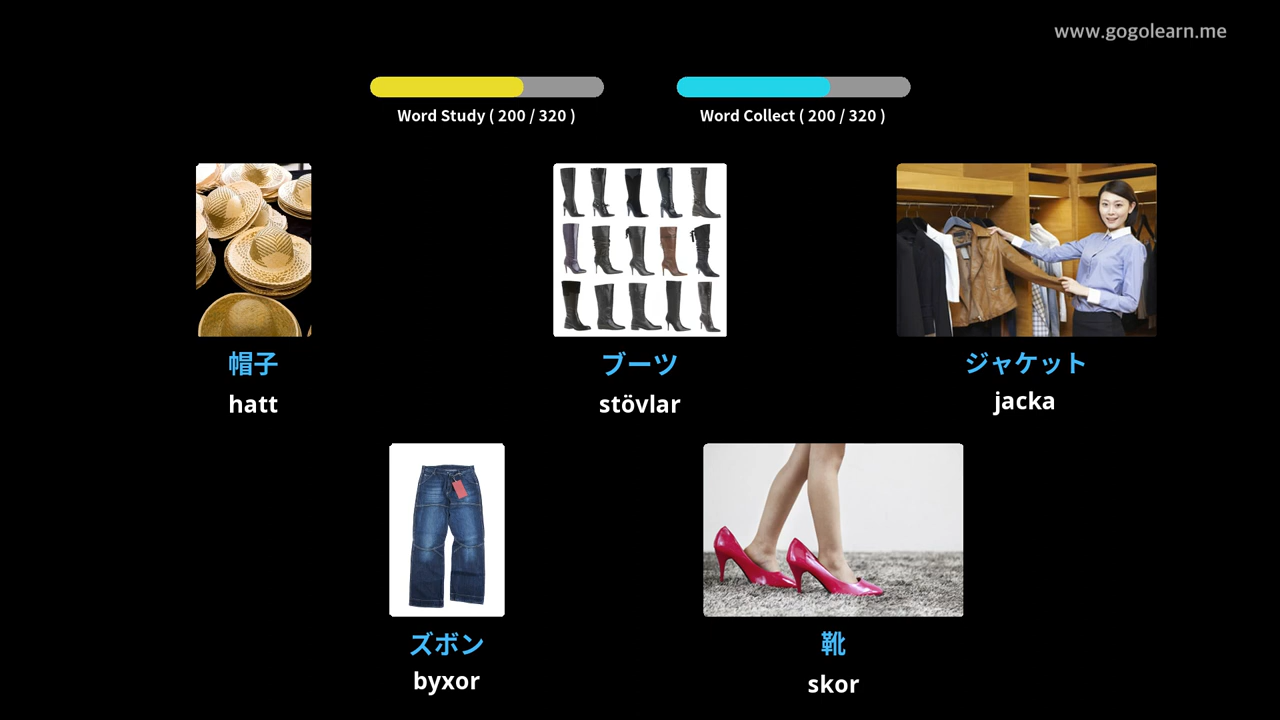 www.gogolearn.me
Word Study ( 200 / 320 )
Word Collect ( 200 / 320 )
帽子
ブーツ
ジャケット
hatt
stövlar
jacka
ズボン
靴
byxor
skor